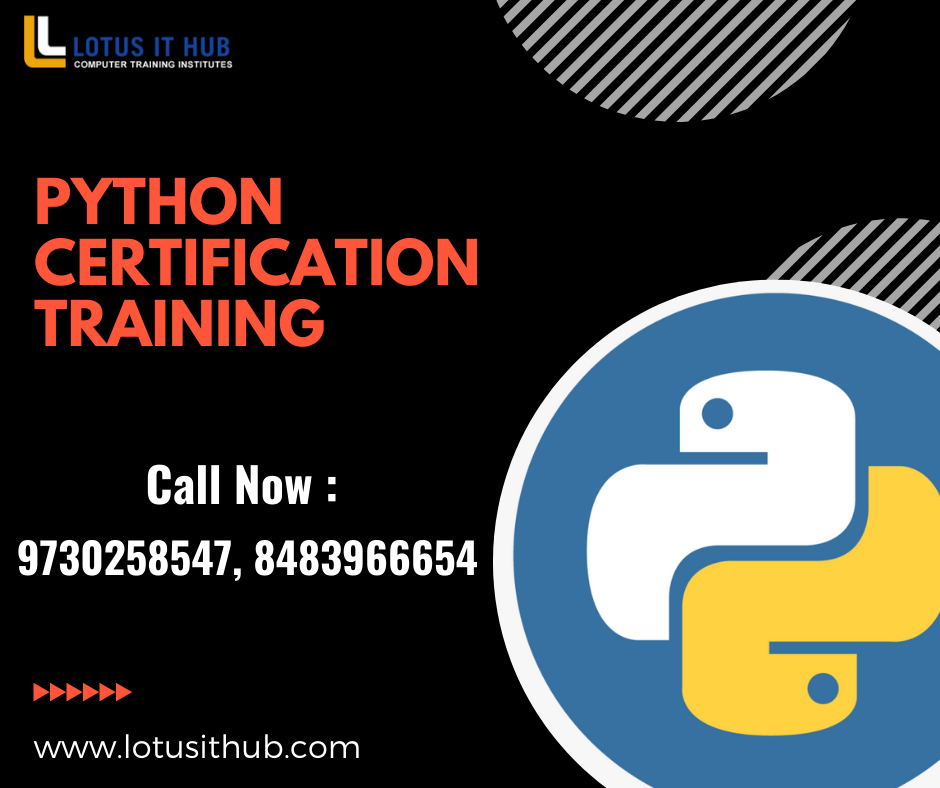 LOTUS IT HUB
COMPUTER TRAINING INSTITUTES
PYTHON
CERTIFICATION
TRAINING
Call Now :
9730258547, 8483966654
www.lotusithub.com